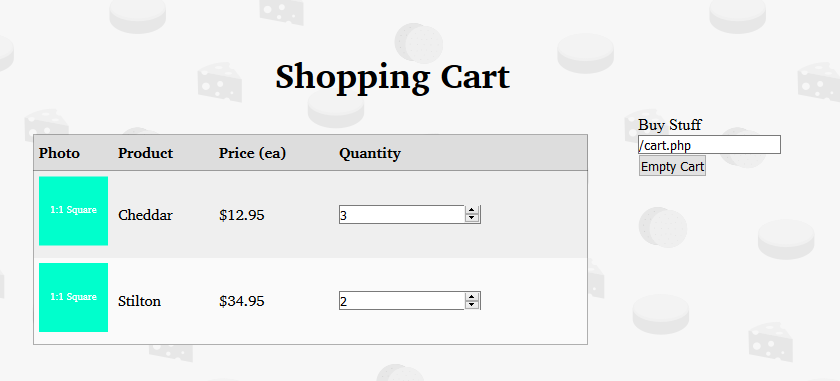 Shopping Cart
Photo Product Price (ea) Quantity
1:1 Square Cheddar $12.95 3
1:1 Square Stilton $34.95 2
Buy Stuff
/cart.php
Empty Cart